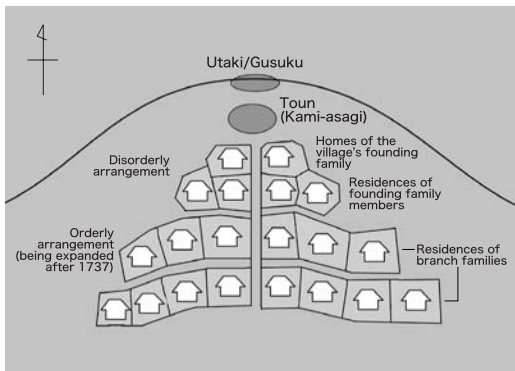 Utaki/Gusuku
Toun
(Kami-asagi)
Homes of the
village's founding
family
Disorderly
arrangement
Residences of
founding family
members
Orderly
arrangement
(being expanded
after 1737)
Residences of
branch families